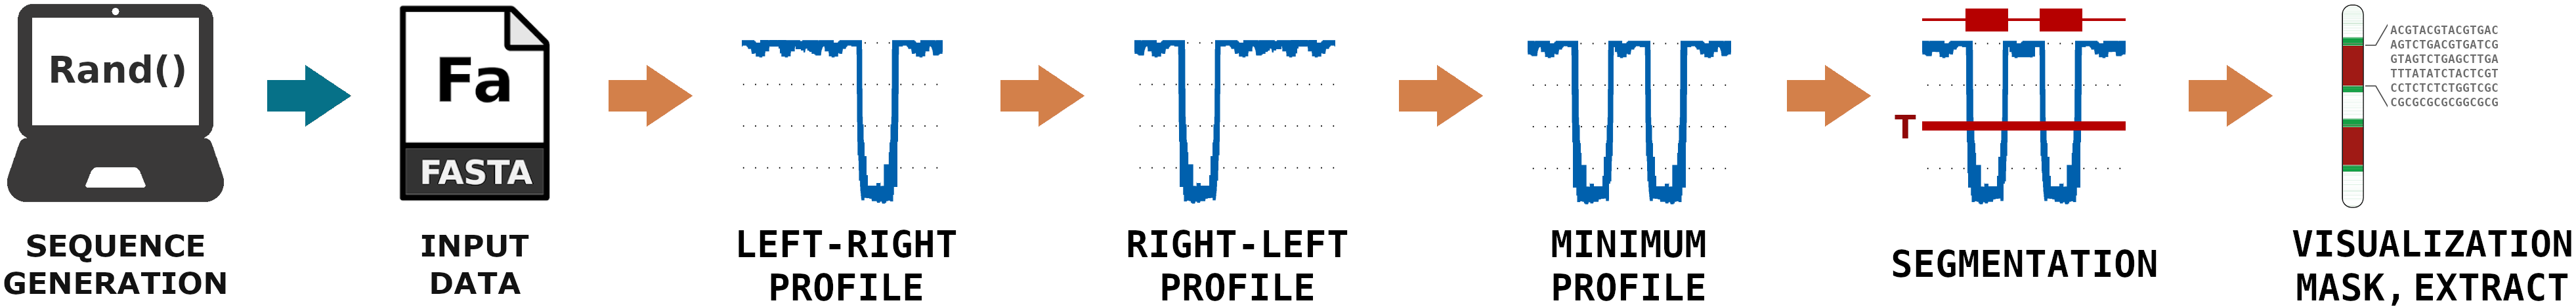 Rand()
SEQUENCE
GENERATION
Fa
FASTA
INPUT
DATA
LEFT-RIGHT
PROFILE
RIGHT-LEFT
PROFILE
MINIMUM
PROFILE
T
SEGMENTATION
ACGTACGTACGTGAC
AGTCTGACGTGATCG
GTAGTCTGAGCTTGA
TTTATATCTACTCGT
CCTCTCTCTGGTCGC
CGCGCGCGCGGCGCG
VISUALIZATION
MASK, EXTRACT